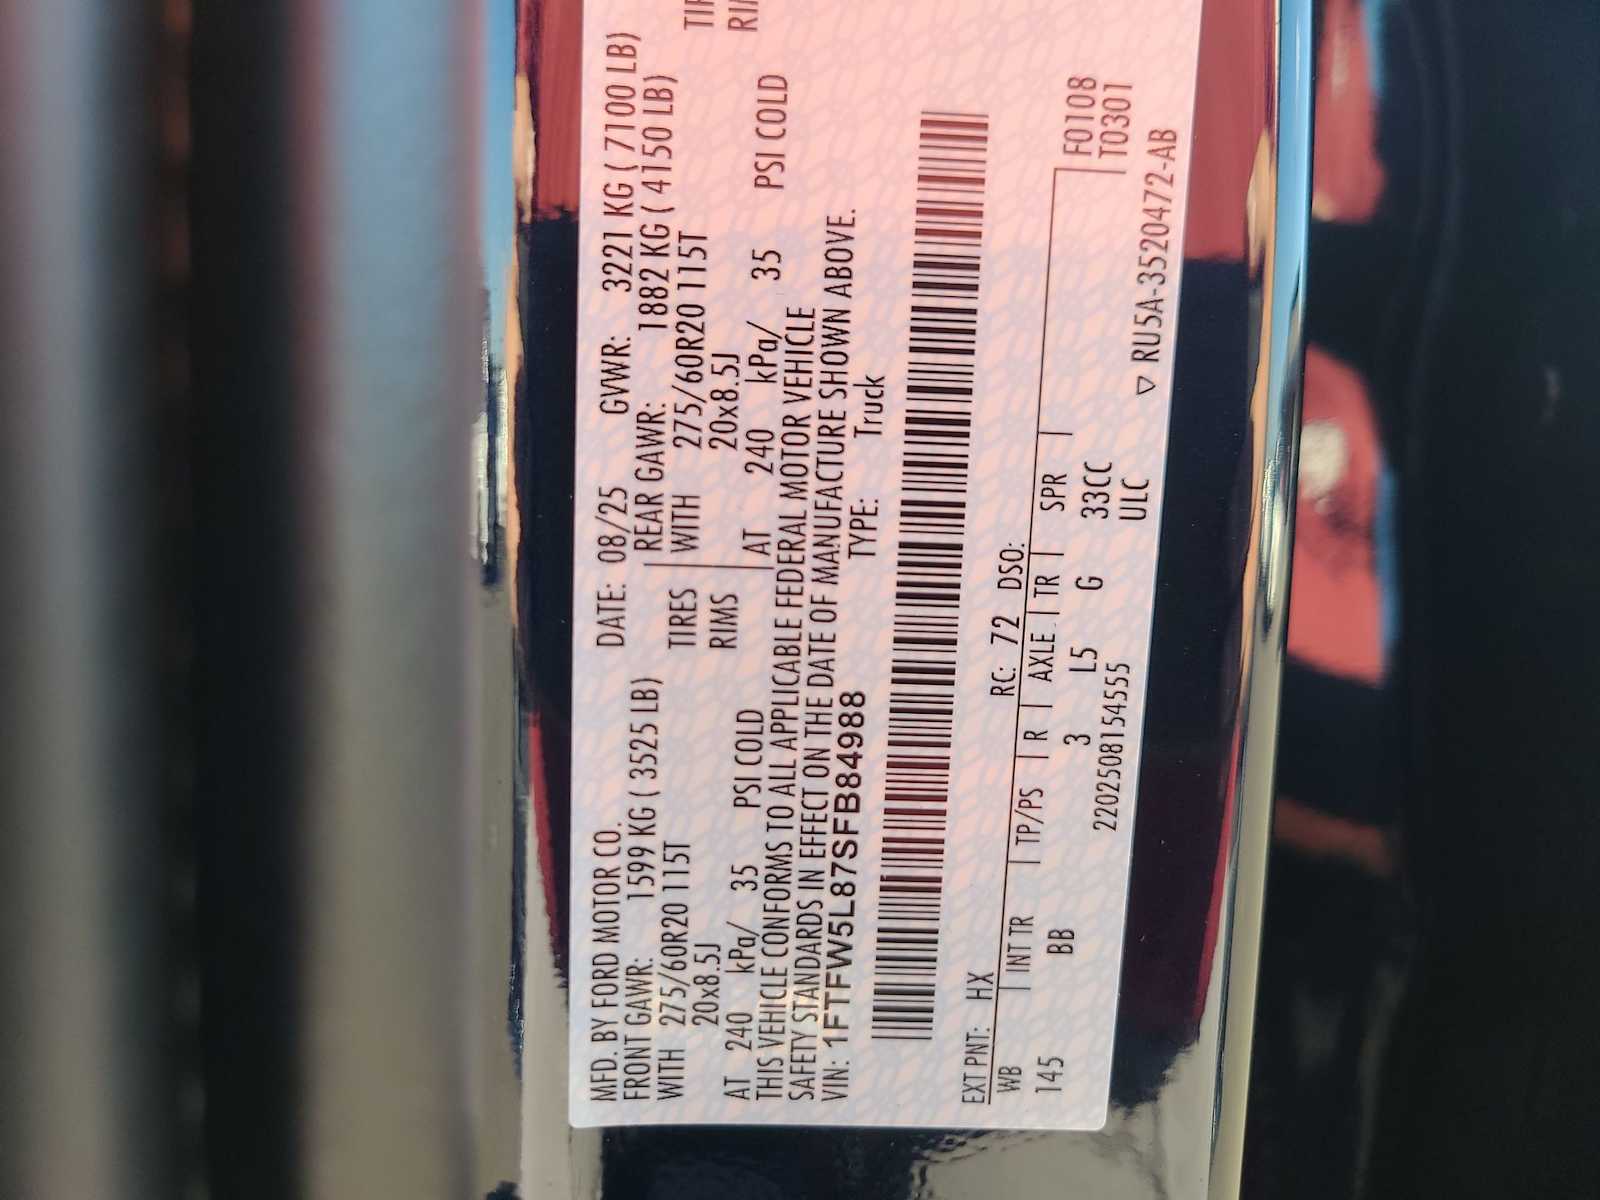 MFD. BY FORD MOTOR CO.
DATE: 08/25 GVWR: 3221 KG ( 7100 LB)
FRONT GAWR: 1599 KG ( 3525 LB)
REAR GAWR: 1882 KG ( 4150 LB)
WITH 275/60R20 115T TIRES WITH 275/60R20 115T
20x8.5J RIMS 20x8.5J
AT 240 kPa/ 35 PSI COLD AT 240 kPa/ 35 PSI COLD
THIS VEHICLE CONFORMS TO ALL APPLICABLE FEDERAL MOTOR VEHICLE
SAFETY STANDARDS IN EFFECT ON THE DATE OF MANUFACTURE SHOWN ABOVE.
VIN: 1FTFW5L87SFB84988 TYPE: Truck
EXT PNT: HX RC: 72 DSO:
WB INT TR TP/PS R AXLE TR SPR F0108
T0301
145 BB 3 L5 G 33CC
2202508154555 ULC
▽ RU5A-3520472-AB